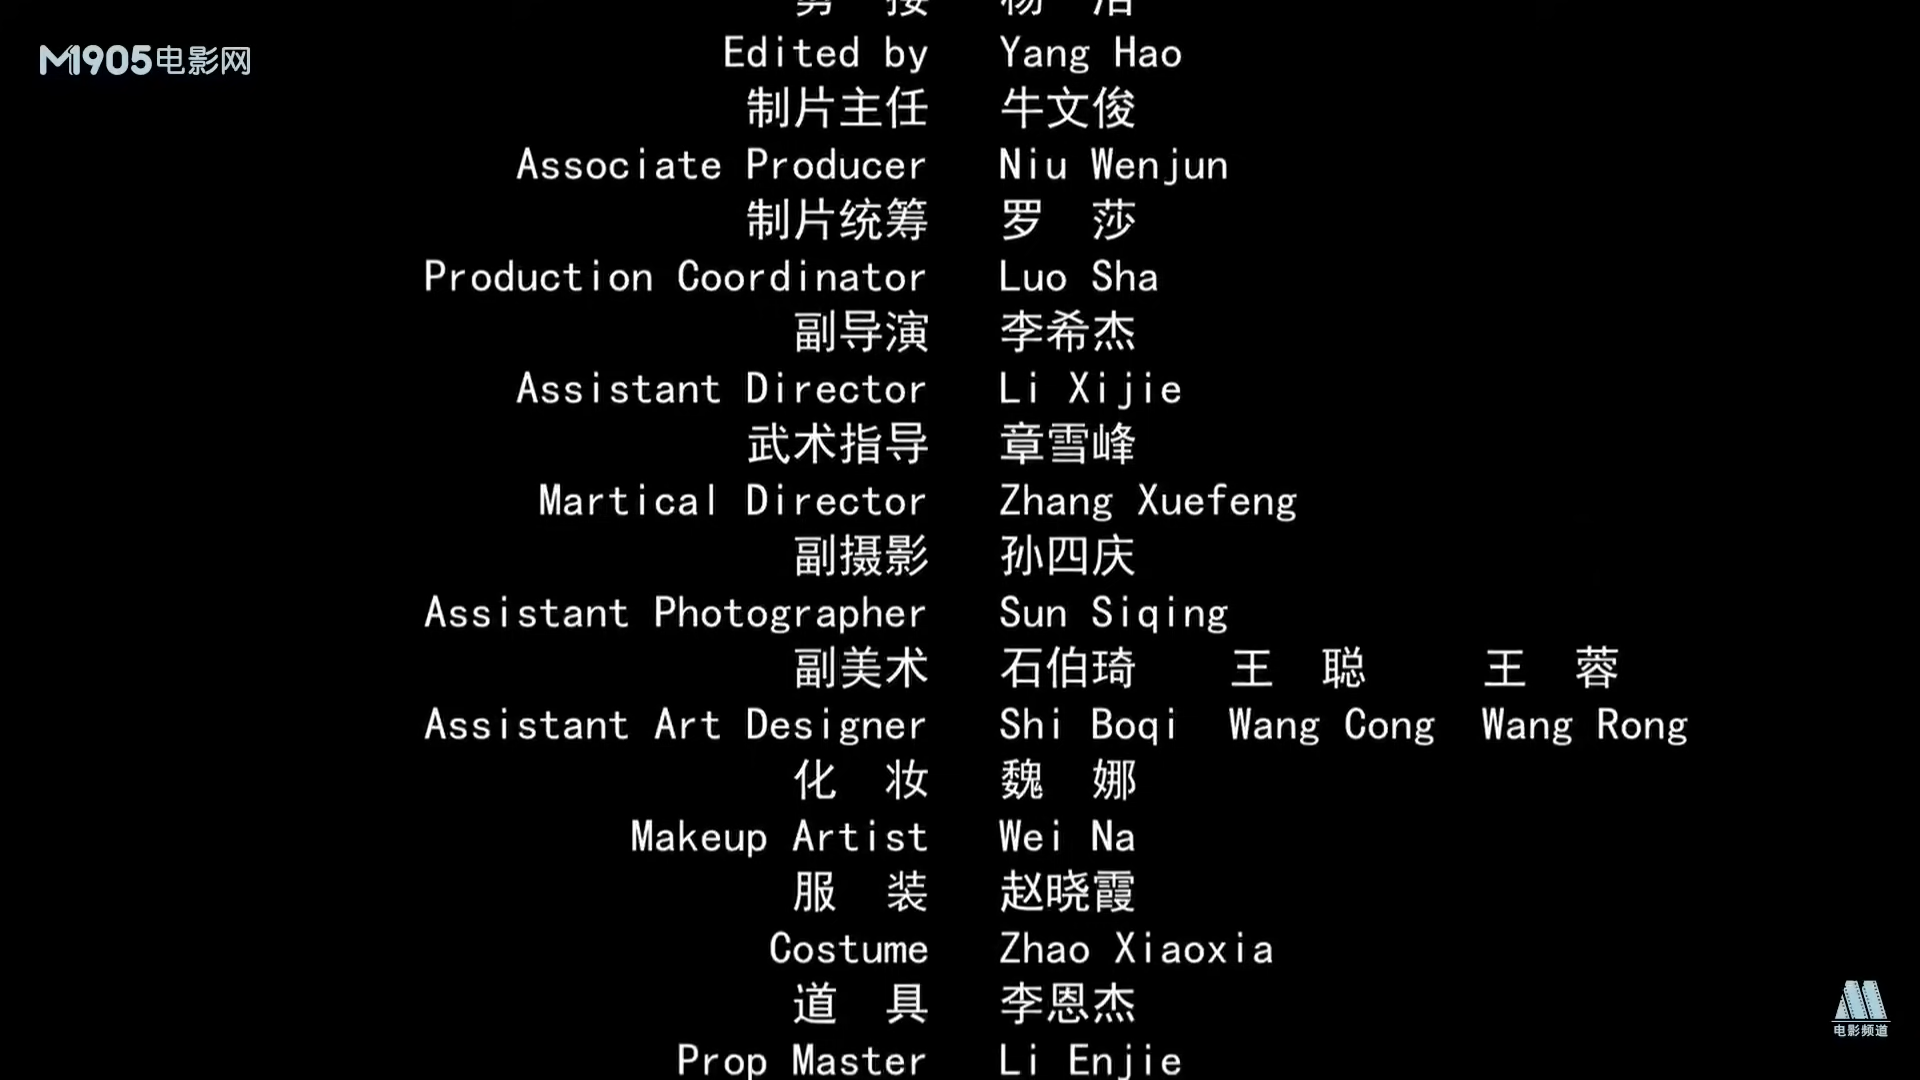 剪 接 杨 浩
M1905电影网
Edited by Yang Hao
制片主任 牛文俊
Associate Producer Niu Wenjun
制片统筹 罗 莎
Production Coordinator Luo Sha
副导演 李希杰
Assistant Director Li Xijie
武术指导 章雪峰
Martical Director Zhang Xuefeng
副摄影 孙四庆
Assistant Photographer Sun Siqing
副美术 石伯琦 王 聪 王 蓉
Assistant Art Designer Shi Boqi Wang Cong Wang Rong
化 妆 魏 娜
Makeup Artist Wei Na
服 装 赵晓霞
Costume Zhao Xiaoxia
道 具 李恩杰
Prop Master Li Enjie
电影频道